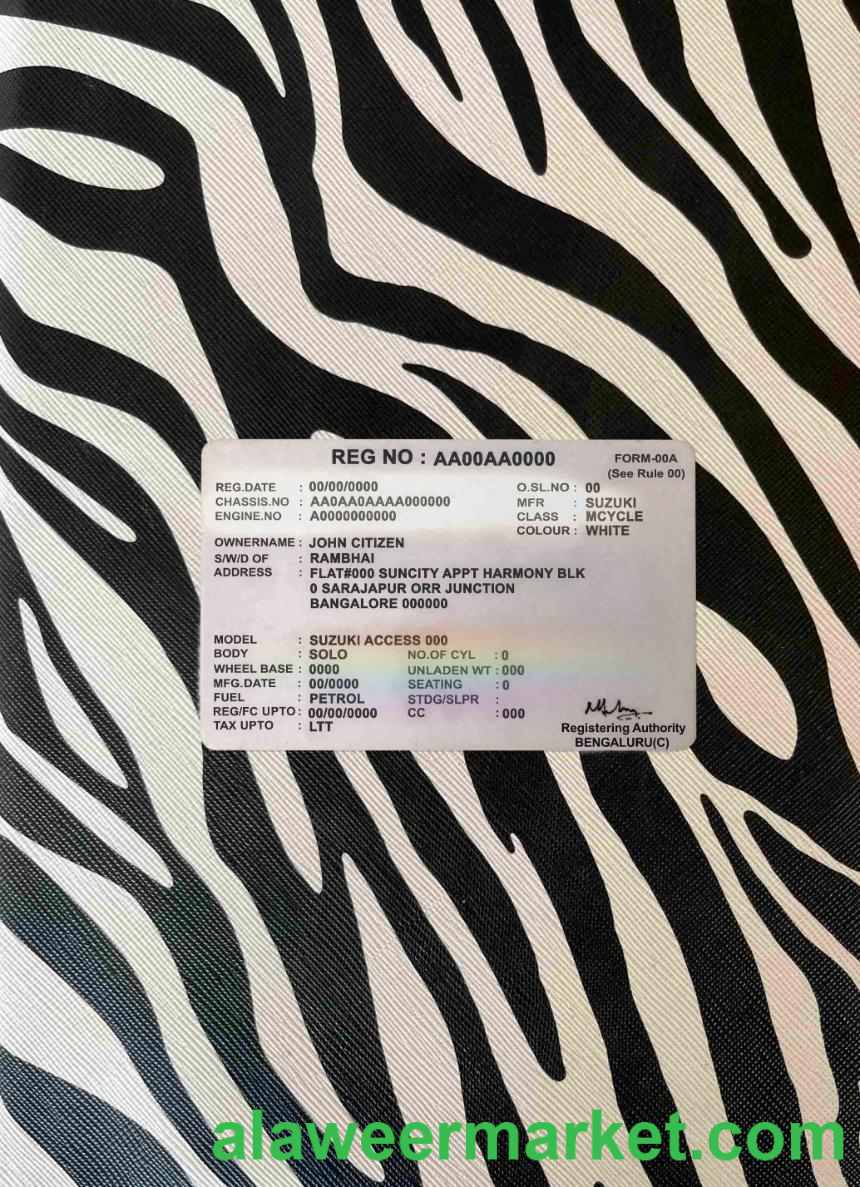 REG NO : AA00AA0000
FORM-00A
(See Rule 00)
REG.DATE : 00/00/0000
O.SL.NO : 00
CHASSIS.NO : AA0AA0AAAA000000
MFR : SUZUKI
ENGINE.NO : A0000000000
CLASS : MCYCLE
COLOUR : WHITE
OWNERNAME : JOHN CITIZEN
S/W/D OF : RAMBHAI
ADDRESS : FLAT#000 SUNCITY APPT HARMONY BLK
0 SARAJAPUR ORR JUNCTION
BANGALORE 000000
MODEL : SUZUKI ACCESS 000
BODY : SOLO NO.OF CYL : 0
WHEEL BASE : 0000 UNLADEN WT : 000
MFG.DATE : 00/0000 SEATING : 0
FUEL : PETROL STDG/SLPR :
REG/FC UPTO : 00/00/0000 CC : 000
TAX UPTO : LTT
Registering Authority
BENGALURU(C)
alaweermarket.com